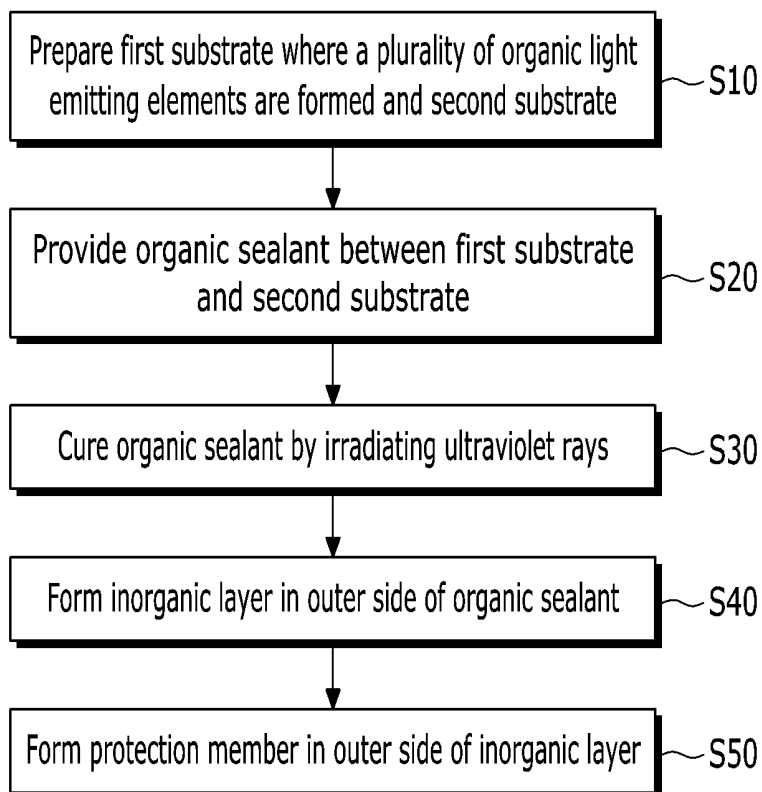 Prepare first substrate where a plurality of organic light
emitting elements are formed and second substrate
S10
Provide organic sealant between first substrate
and second substrate
S20
Cure organic sealant by irradiating ultraviolet rays
S30
Form inorganic layer in outer side of organic sealant
S40
Form protection member in outer side of inorganic layer
S50